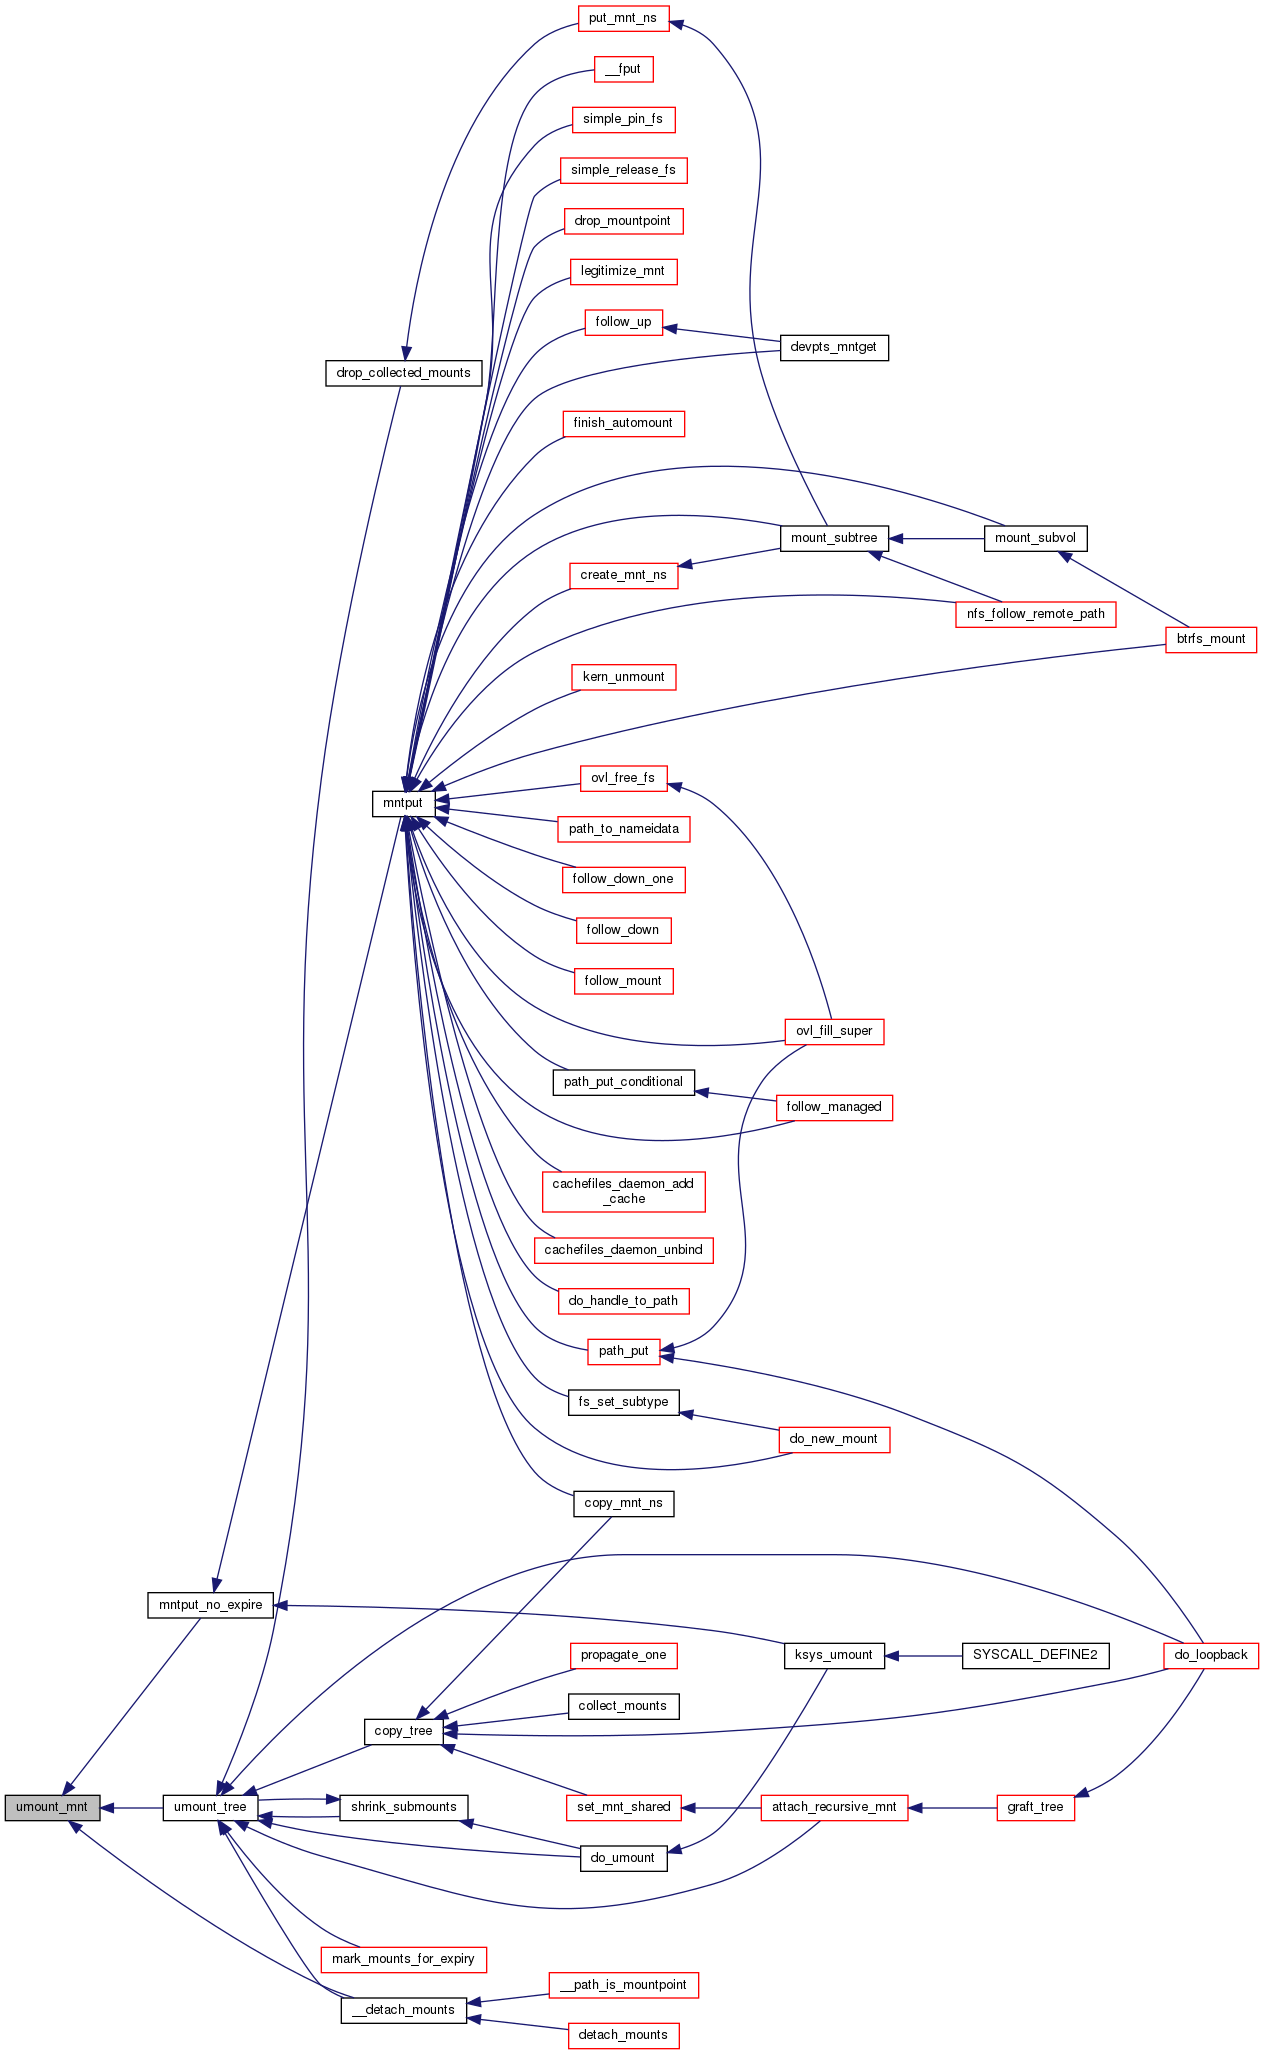 put_mnt_ns
__fput
simple_pin_fs
simple_release_fs
drop_mountpoint
legitimize_mnt
follow_up
devpts_mntget
drop_collected_mounts
finish_automount
mount_subtree
mount_subvol
create_mnt_ns
nfs_follow_remote_path
btrfs_mount
kern_unmount
ovl_free_fs
mntput
path_to_nameidata
follow_down_one
follow_down
follow_mount
ovl_fill_super
path_put_conditional
follow_managed
cachefiles_daemon_add
_cache
cachefiles_daemon_unbind
do_handle_to_path
path_put
fs_set_subtype
do_new_mount
copy_mnt_ns
mntput_no_expire
propagate_one
ksys_umount
SYSCALL_DEFINE2
do_loopback
collect_mounts
copy_tree
umount_mnt
umount_tree
shrink_submounts
set_mnt_shared
attach_recursive_mnt
graft_tree
do_umount
mark_mounts_for_expiry
__path_is_mountpoint
__detach_mounts
detach_mounts